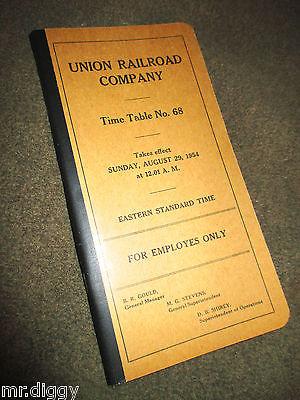 UNION RAILROAD
COMPANY
Time Table No. 68
Takes effect
SUNDAY, AUGUST 29, 1954
at 12.01 A. M.
EASTERN STANDARD TIME
FOR EMPLOYES ONLY
B. R. GOULD,
General Manager
M. G. STEVENS,
General Superintendent
D. B. SHIREY,
Superintendent of Operations
mr.diggy